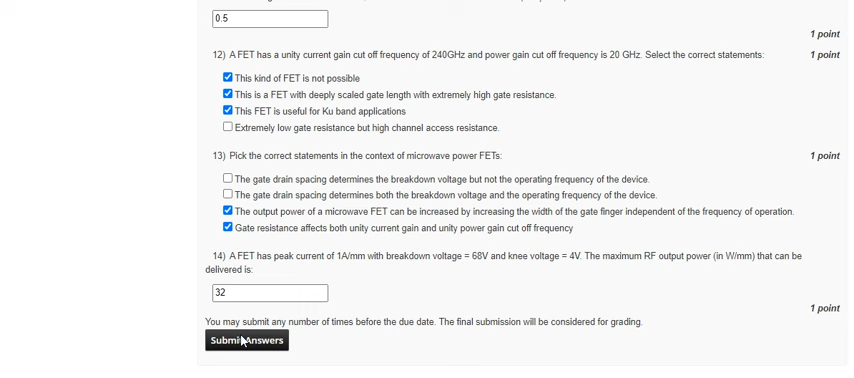 0.5
1 point
12) A FET has a unity current gain cut off frequency of 240GHz and power gain cut off frequency is 20 GHz. Select the correct statements:
1 point
This kind of FET is not possible
This is a FET with deeply scaled gate length with extremely high gate resistance.
This FET is useful for Ku band applications
Extremely low gate resistance but high channel access resistance.
13) Pick the correct statements in the context of microwave power FETs:
1 point
The gate drain spacing determines the breakdown voltage but not the operating frequency of the device.
The gate drain spacing determines both the breakdown voltage and the operating frequency of the device.
The output power of a microwave FET can be increased by increasing the width of the gate finger independent of the frequency of operation.
Gate resistance affects both unity current gain and unity power gain cut off frequency
14) A FET has peak current of 1A/mm with breakdown voltage = 68V and knee voltage = 4V. The maximum RF output power (in W/mm) that can be
delivered is:
32
1 point
You may submit any number of times before the due date. The final submission will be considered for grading.
Submit Answers